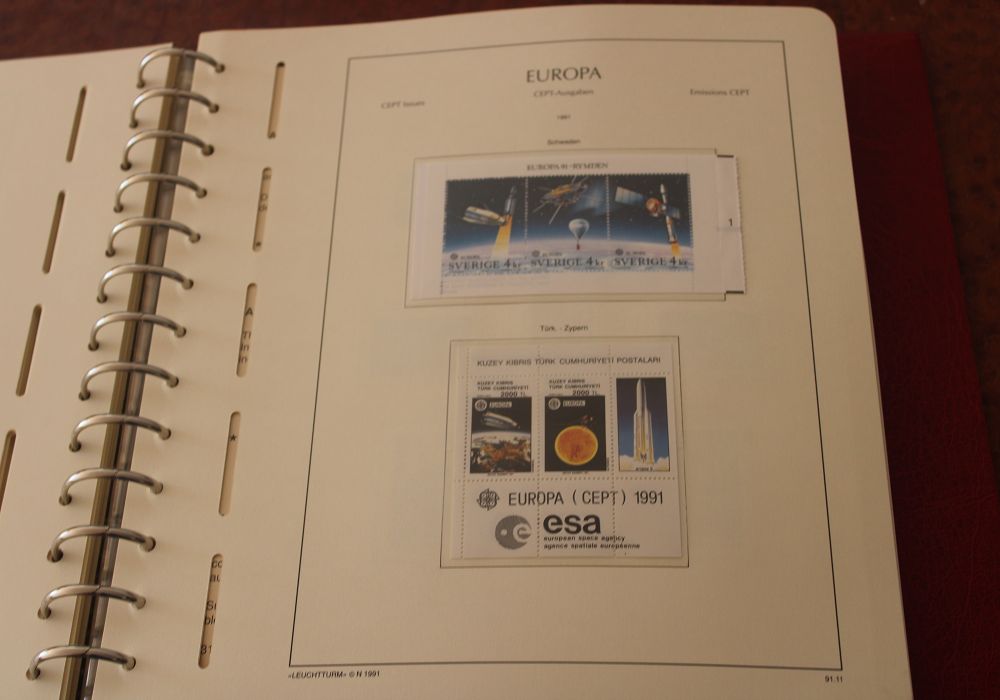 EUROPA
CEPT Issues
CEPT-Ausgaben
Emissions CEPT
1991
Schweden
EUROPA 91 - RYMDEN
1
SVERIGE 4kr
SVERIGE 4kr
SVERIGE 4kr
Türk. - Zypern
KUZEY KIBRIS TÜRK CUMHURİYETİ POSTALARI
KUZEY KIBRIS
TÜRK CUMHURİYETİ
2000 TL
EUROPA
KUZEY KIBRIS
TÜRK CUMHURİYETİ
2000 TL
EUROPA
EUROPA (CEPT) 1991
esa
european space agency
agence spatiale européenne
»LEUCHTTURM« © N 1991
91.11